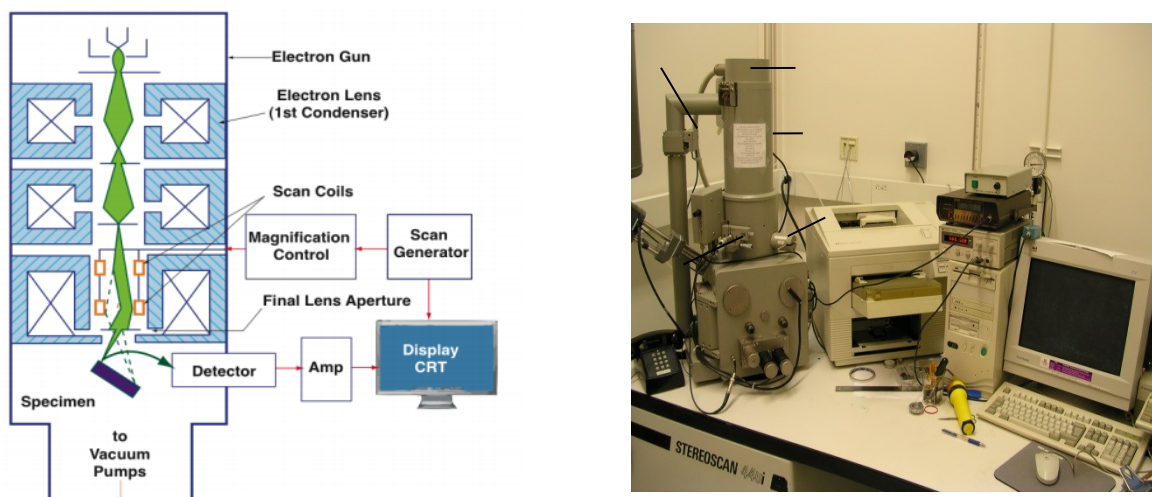 Electron Gun
Electron Lens
(1st Condenser)
Scan Coils
Magnification
Control
Scan
Generator
Final Lens Aperture
Display
CRT
Detector
Amp
Specimen
to
Vacuum
Pumps
STEREOSCAN